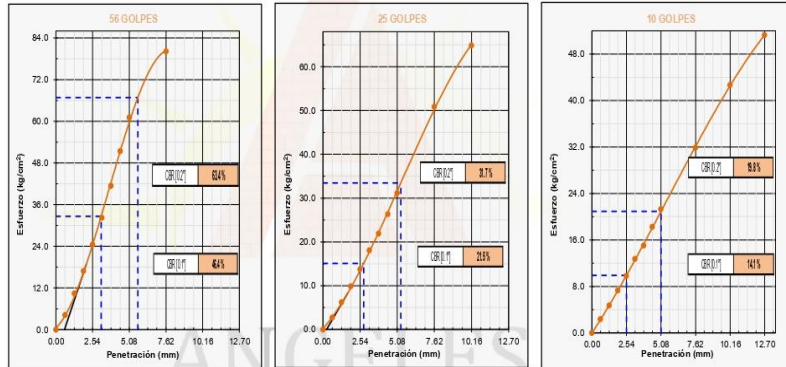 56 GOLPES
Esfuerzo (kg/cm²)
84.0
72.0
60.0
48.0
36.0
24.0
12.0
0.0
CBR [0.2"] 63.4%
CBR [0.1"] 46.4%
0.00 2.54 5.08 7.62 10.16 12.70
Penetración (mm)
25 GOLPES
Esfuerzo (kg/cm²)
60.0
50.0
40.0
30.0
20.0
10.0
0.0
CBR [0.2"] 31.7%
CBR [0.1"] 21.5%
0.00 2.54 5.08 7.62 10.16 12.70
Penetración (mm)
10 GOLPES
Esfuerzo (kg/cm²)
48.0
40.0
32.0
24.0
16.0
8.0
0.0
CBR [0.2"] 19.8%
CBR [0.1"] 14.1%
0.00 2.54 5.08 7.62 10.16 12.70
Penetración (mm)
ANGELES